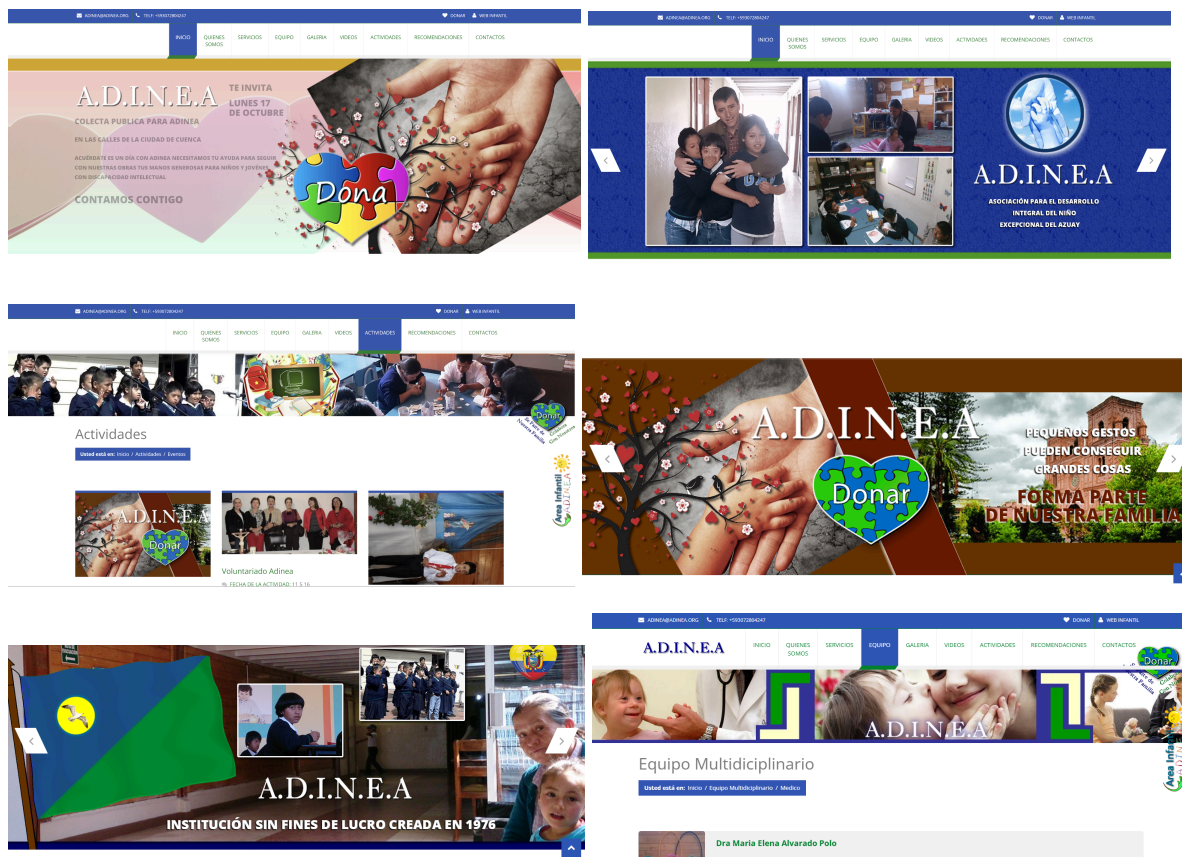 ADINEA@ADINEA.ORG TELF: +593072804247 DONAR WEB INFANTIL
INICIO QUIENES SOMOS SERVICIOS EQUIPO GALERIA VIDEOS ACTIVIDADES RECOMENDACIONES CONTACTOS
A.D.I.N.E.A
TE INVITA
LUNES 17
DE OCTUBRE
COLECTA PUBLICA PARA ADINEA
EN LAS CALLES DE LA CIUDAD DE CUENCA
ACUÉRDATE ES UN DÍA CON ADINEA NECESITAMOS TU AYUDA PARA SEGUIR
CON NUESTRAS OBRAS TUS MANOS GENEROSAS PARA NIÑOS Y JOVENES
CON DISCAPACIDAD INTELECTUAL
CONTAMOS CONTIGO
Dona
ADINEA@ADINEA.ORG TELF: +593072804247 DONAR WEB INFANTIL
INICIO QUIENES SOMOS SERVICIOS EQUIPO GALERIA VIDEOS ACTIVIDADES RECOMENDACIONES CONTACTOS
A.D.I.N.E.A
ASOCIACIÓN PARA EL DESARROLLO
INTEGRAL DEL NIÑO
EXCEPCIONAL DEL AZUAY
ADINEA@ADINEA.ORG TELF: +593072804247 DONAR WEB INFANTIL
INICIO QUIENES SOMOS SERVICIOS EQUIPO GALERIA VIDEOS ACTIVIDADES RECOMENDACIONES CONTACTOS
Donar
Actividades
Usted está en: Inicio / Actividades / Eventos
Área Infantil
ADINEA
A.D.I.N.E.A
Donar
Voluntariado Adinea
FECHA DE LA ACTIVIDAD: 11 5 16
A.D.I.N.E.A
Donar
PEQUEÑOS GESTOS
PUEDEN CONSEGUIR
GRANDES COSAS
FORMA PARTE
DE NUESTRA FAMILIA
A.D.I.N.E.A
INSTITUCIÓN SIN FINES DE LUCRO CREADA EN 1976
ADINEA@ADINEA.ORG TELF: +593072804247 DONAR WEB INFANTIL
A.D.I.N.E.A INICIO QUIENES SOMOS SERVICIOS EQUIPO GALERIA VIDEOS ACTIVIDADES RECOMENDACIONES CONTACTOS
Donar
A.D.I.N.E.A
Equipo Multidiciplinario
Usted está en: Inicio / Equipo Multidiciplinario / Medico
Dra Maria Elena Alvarado Polo